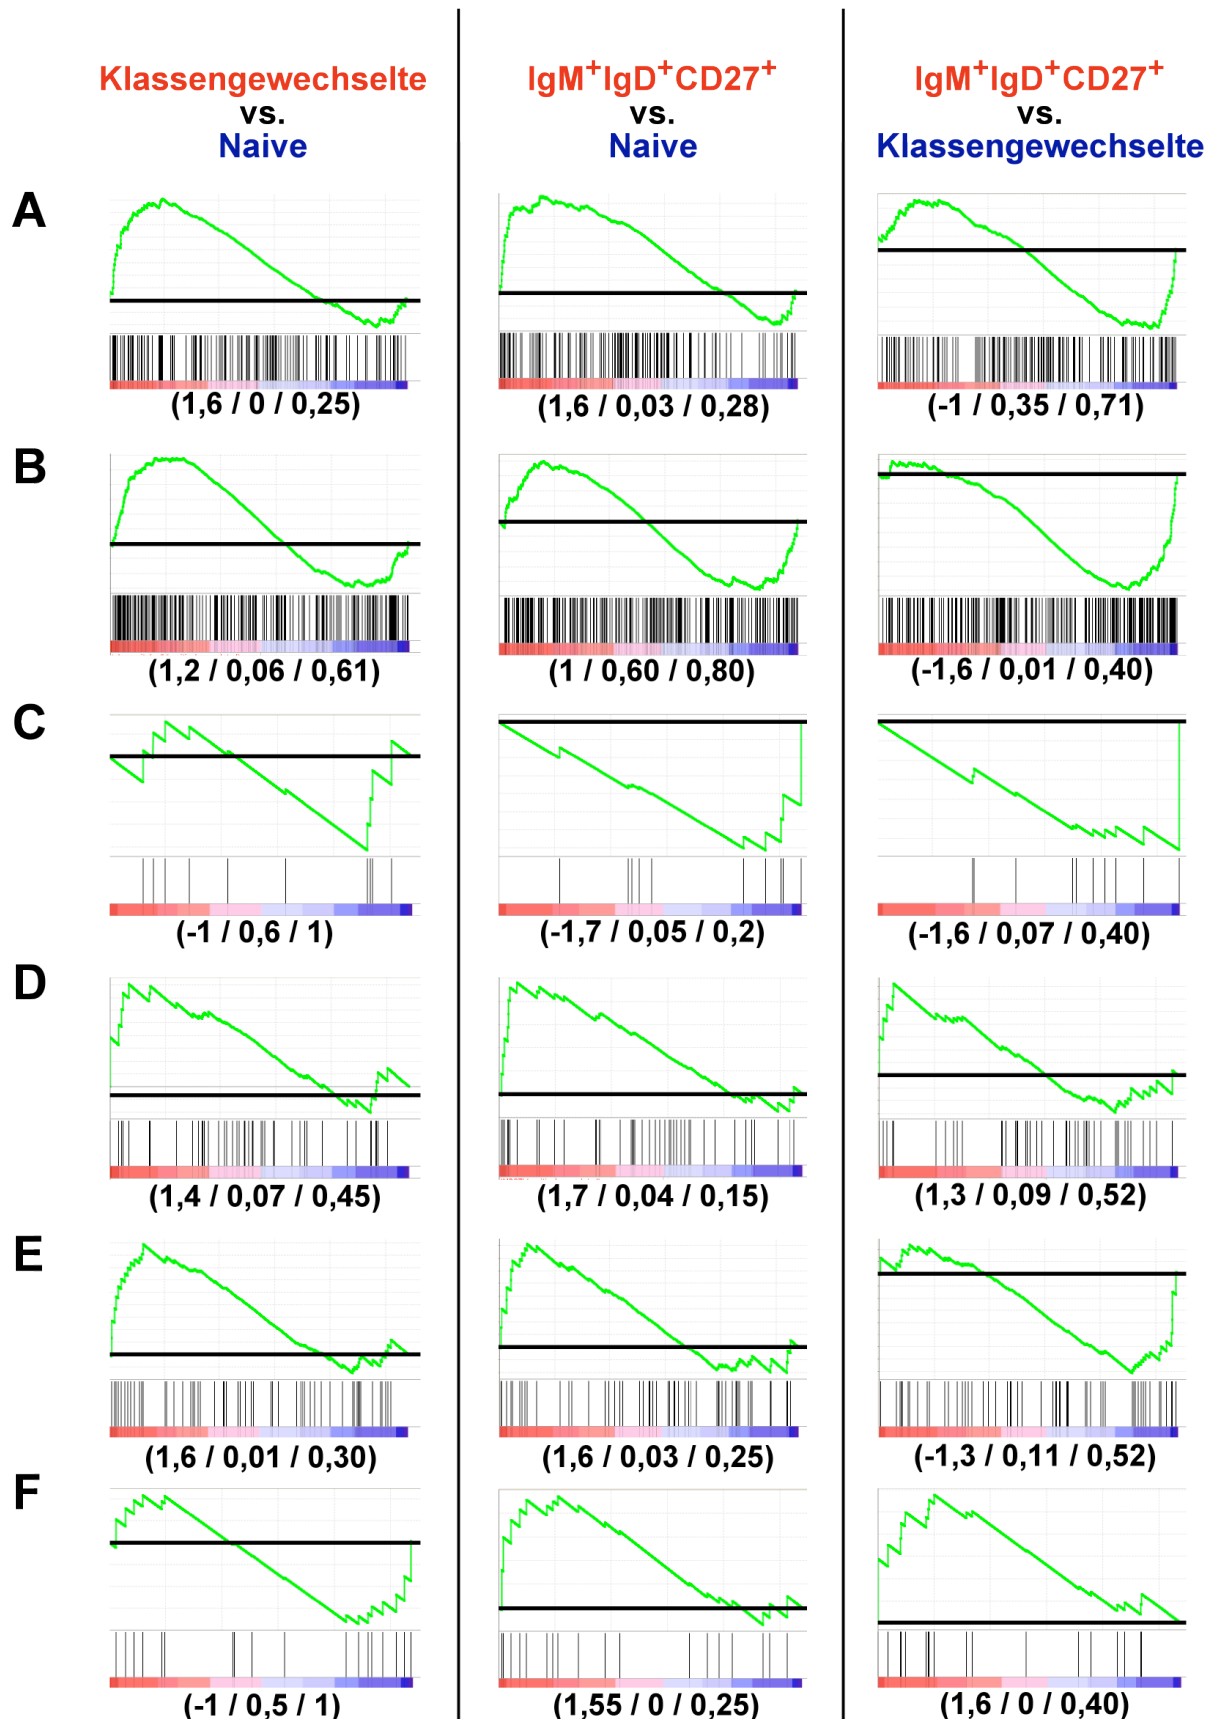 Klassengewechselte
vs.
Naive
IgM+IgD+CD27+
vs.
Naive
IgM+IgD+CD27+
vs.
Klassengewechselte
A
(1,6 / 0 / 0,25)
(1,6 / 0,03 / 0,28)
(-1 / 0,35 / 0,71)
B
(1,2 / 0,06 / 0,61)
(1 / 0,60 / 0,80)
(-1,6 / 0,01 / 0,40)
C
(-1 / 0,6 / 1)
(-1,7 / 0,05 / 0,2)
(-1,6 / 0,07 / 0,40)
D
(1,4 / 0,07 / 0,45)
(1,7 / 0,04 / 0,15)
(1,3 / 0,09 / 0,52)
E
(1,6 / 0,01 / 0,30)
(1,6 / 0,03 / 0,25)
(-1,3 / 0,11 / 0,52)
F
(-1 / 0,5 / 1)
(1,55 / 0 / 0,25)
(1,6 / 0 / 0,40)